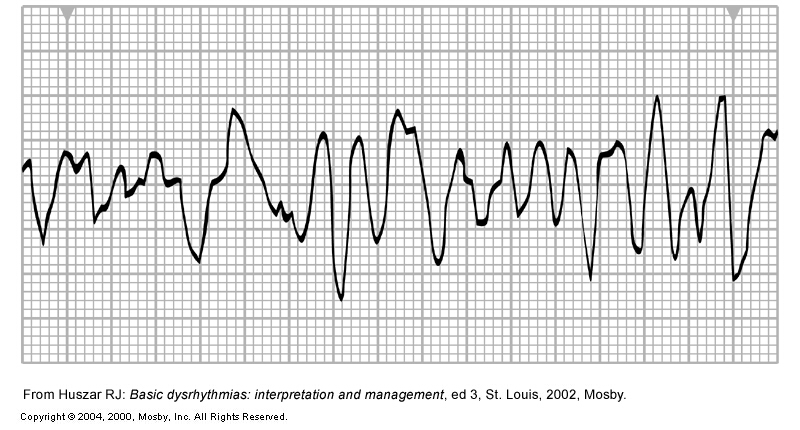 From Huszar RJ: Basic dysrhythmias: interpretation and management, ed 3, St. Louis, 2002, Mosby.
Copyright © 2004, 2000, Mosby, Inc. All Rights Reserved.